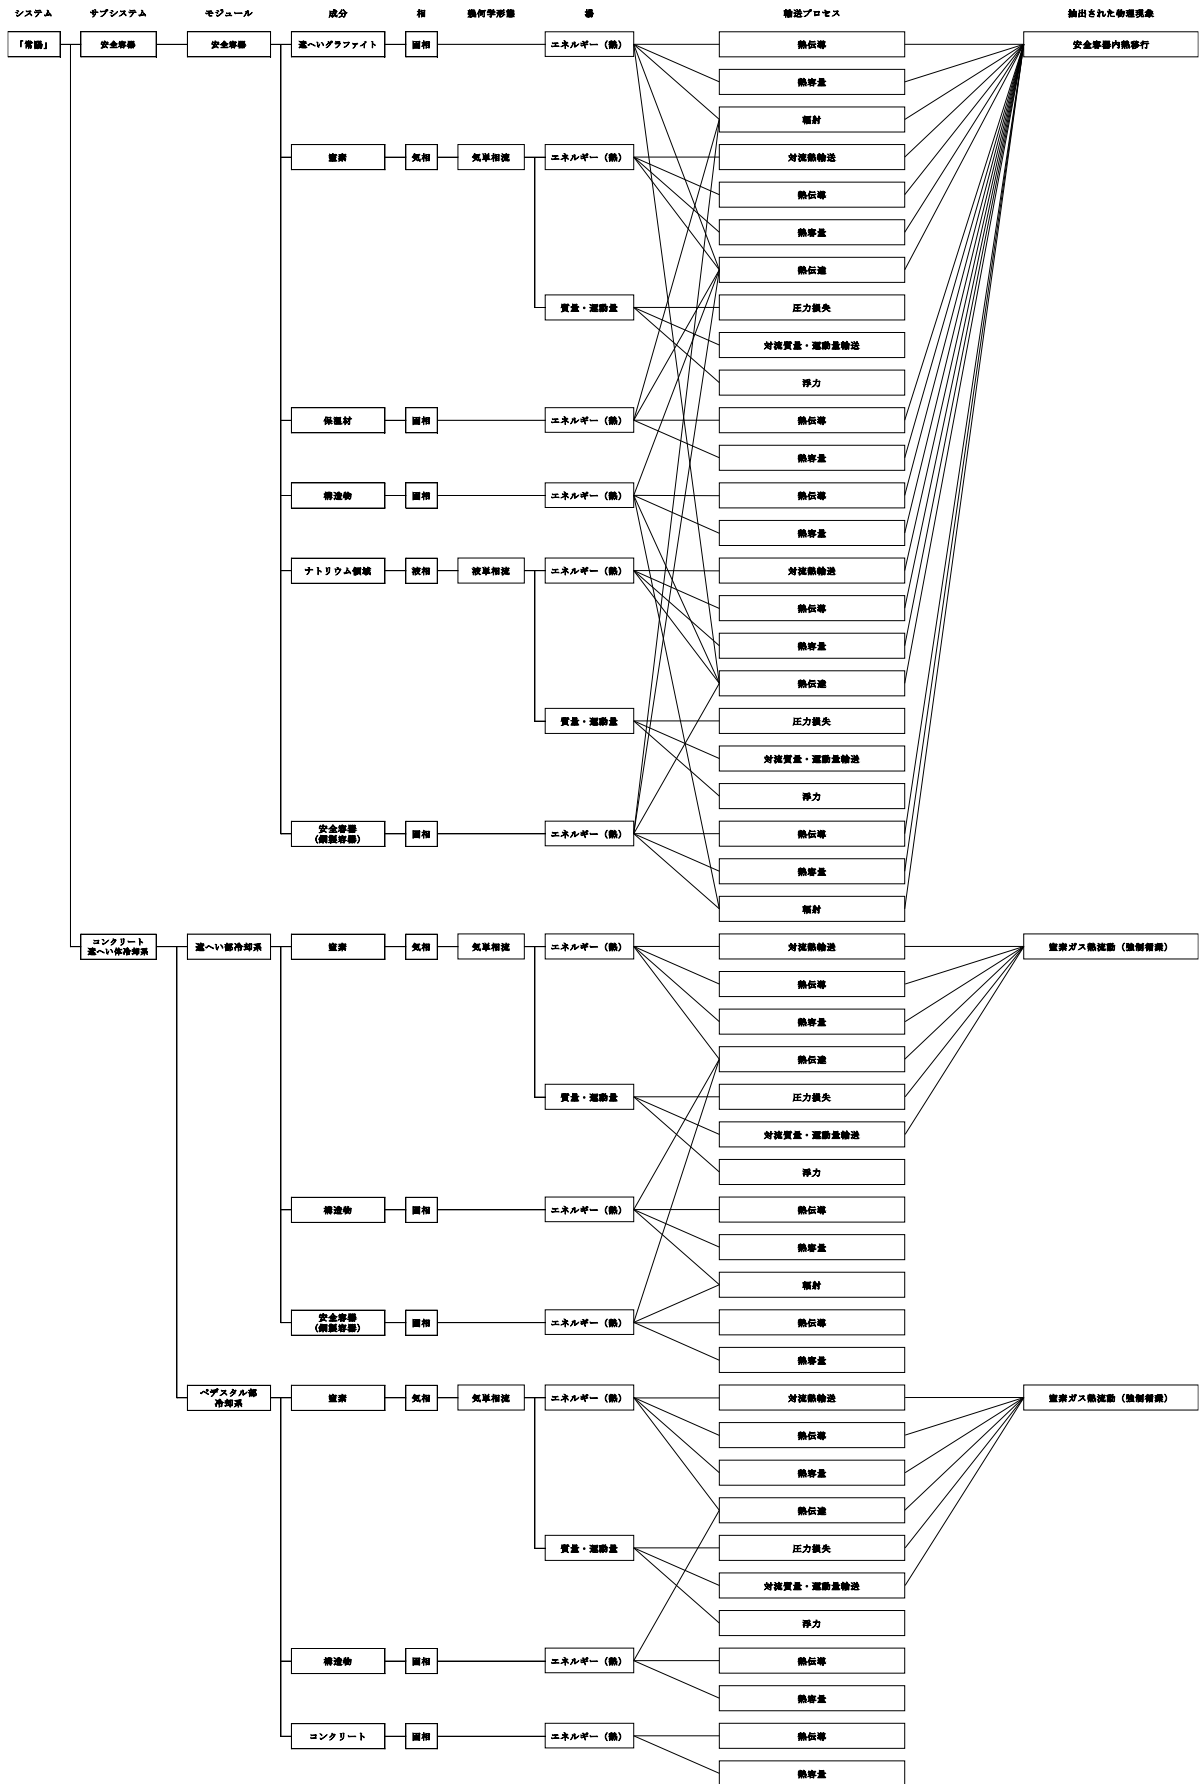 システム サブシステム モジュール 成分 相 幾何学形態 場 輸送プロセス 抽出された物理現象
「常陽」 安全容器 安全容器 遮へいグラファイト 固相 エネルギー（熱） 熱伝導 安全容器内熱移行
熱容量
輻射
窒素 気相 気単相流 エネルギー（熱） 対流熱輸送
熱伝導
熱容量
熱伝達
質量・運動量 圧力損失
対流質量・運動量輸送
浮力
保温材 固相 エネルギー（熱） 熱伝導
熱容量
構造物 固相 エネルギー（熱） 熱伝導
熱容量
ナトリウム領域 液相 液単相流 エネルギー（熱） 対流熱輸送
熱伝導
熱容量
熱伝達
質量・運動量 圧力損失
対流質量・運動量輸送
浮力
安全容器
（鋼製容器） 固相 エネルギー（熱） 熱伝導
熱容量
輻射
コンクリート
遮へい体冷却系 遮へい部冷却系 窒素 気相 気単相流 エネルギー（熱） 対流熱輸送 窒素ガス熱流動（強制循環）
熱伝導
熱容量
熱伝達
質量・運動量 圧力損失
対流質量・運動量輸送
浮力
構造物 固相 エネルギー（熱） 熱伝導
熱容量
輻射
安全容器
（鋼製容器） 固相 エネルギー（熱） 熱伝導
熱容量
ペデスタル部
冷却系 窒素 気相 気単相流 エネルギー（熱） 対流熱輸送 窒素ガス熱流動（強制循環）
熱伝導
熱容量
熱伝達
質量・運動量 圧力損失
対流質量・運動量輸送
浮力
構造物 固相 エネルギー（熱） 熱伝導
熱容量
コンクリート 固相 エネルギー（熱） 熱伝導
熱容量